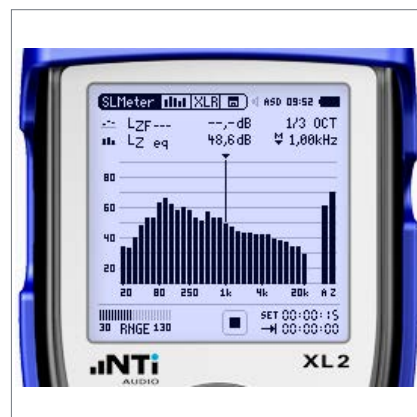 SLMeter XLR ASD 09:52
LZF --- --,-dB 1/3 OCT
LZ eq 48,6dB M 1,00kHz
80
60
40
20
20 80 250 1k 4k 20k A Z
30 RNGE 130
SET 00:00:15
00:00:00
NTi
AUDIO
XL2